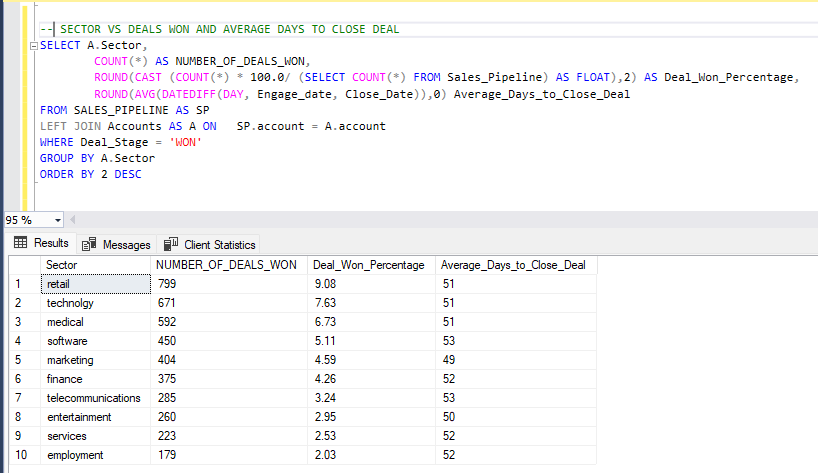 -- SECTOR VS DEALS WON AND AVERAGE DAYS TO CLOSE DEAL
SELECT A.Sector,
COUNT(*) AS NUMBER_OF_DEALS_WON,
ROUND(CAST (COUNT(*) * 100.0/ (SELECT COUNT(*) FROM Sales_Pipeline) AS FLOAT),2) AS Deal_Won_Percentage,
ROUND(AVG(DATEDIFF(DAY, Engage_date, Close_Date)),0) Average_Days_to_Close_Deal
FROM SALES_PIPELINE AS SP
LEFT JOIN Accounts AS A ON SP.account = A.account
WHERE Deal_Stage = 'WON'
GROUP BY A.Sector
ORDER BY 2 DESC
95 %
Results Messages Client Statistics
Sector NUMBER_OF_DEALS_WON Deal_Won_Percentage Average_Days_to_Close_Deal
1 retail 799 9.08 51
2 technolgy 671 7.63 51
3 medical 592 6.73 51
4 software 450 5.11 53
5 marketing 404 4.59 49
6 finance 375 4.26 52
7 telecommunications 285 3.24 53
8 entertainment 260 2.95 50
9 services 223 2.53 52
10 employment 179 2.03 52